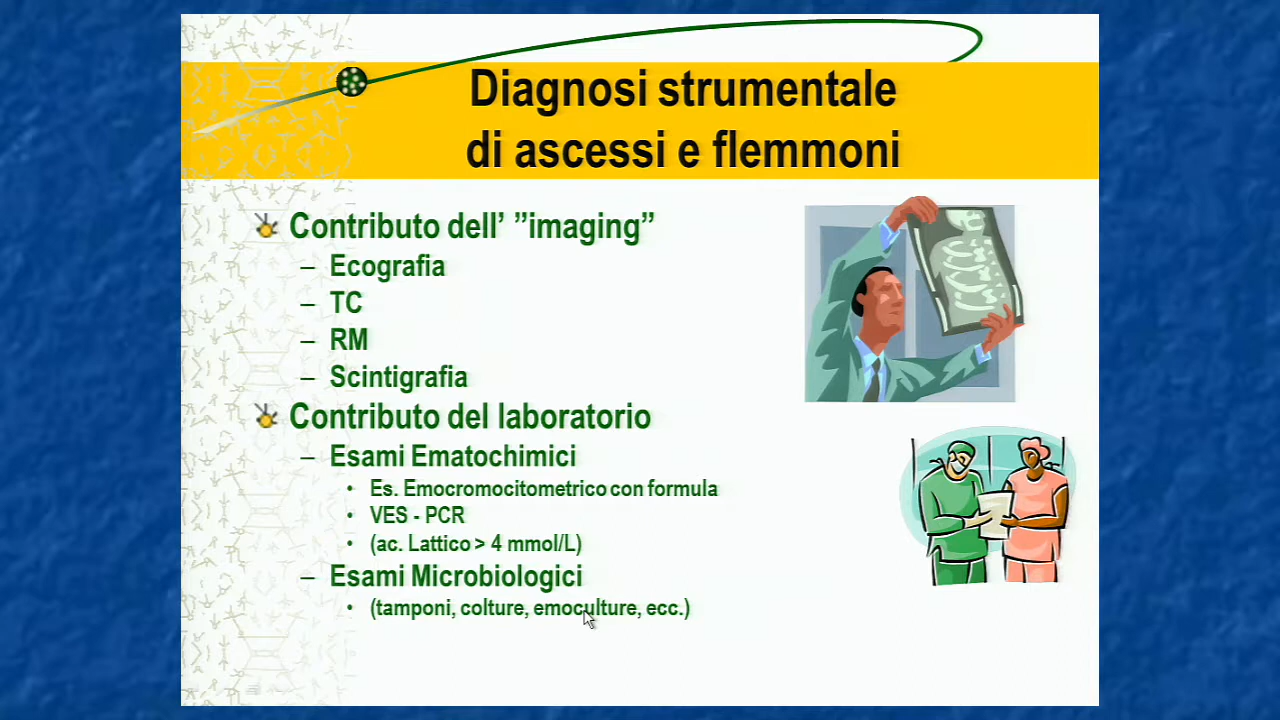 Diagnosi strumentale
di ascessi e flemmoni
Contributo dell’ ”imaging”
– Ecografia
– TC
– RM
– Scintigrafia
Contributo del laboratorio
– Esami Ematochimici
• Es. Emocromocitometrico con formula
• VES - PCR
• (ac. Lattico > 4 mmol/L)
– Esami Microbiologici
• (tamponi, colture, emoculture, ecc.)